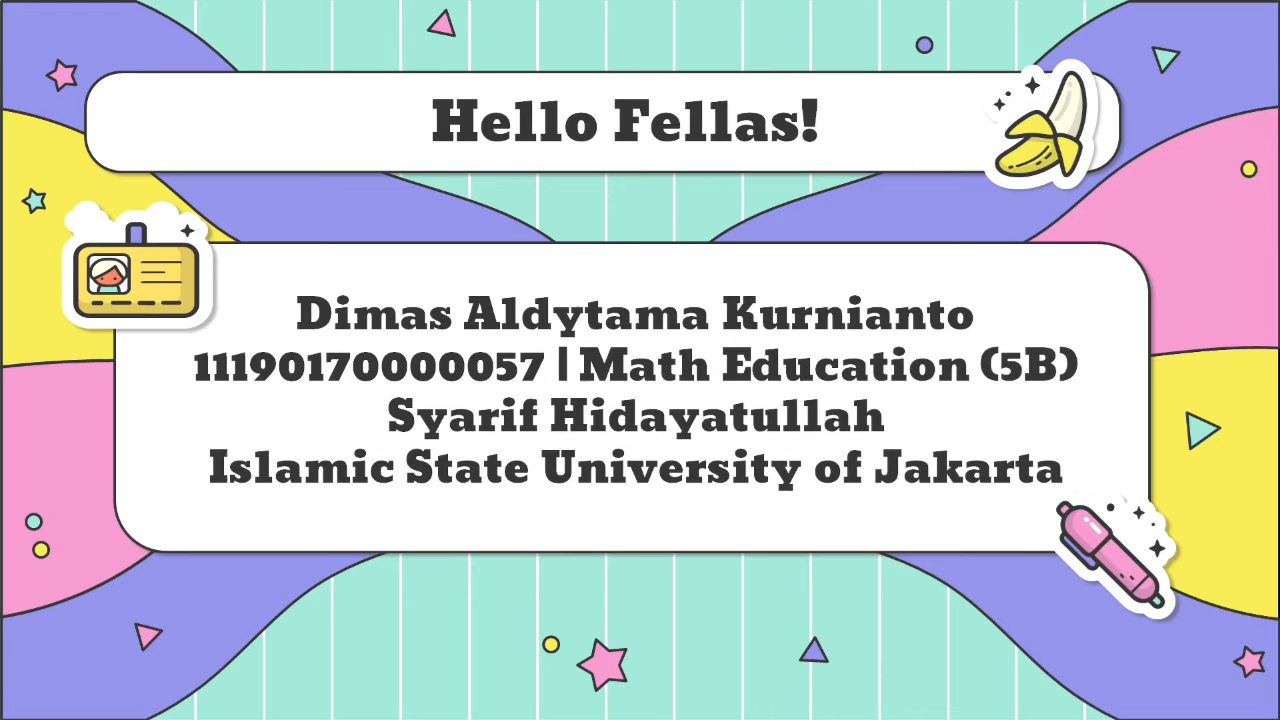 Hello Fellas!
Dimas Aldytama Kurnianto
11190170000057 | Math Education (5B)
Syarif Hidayatullah
Islamic State University of Jakarta